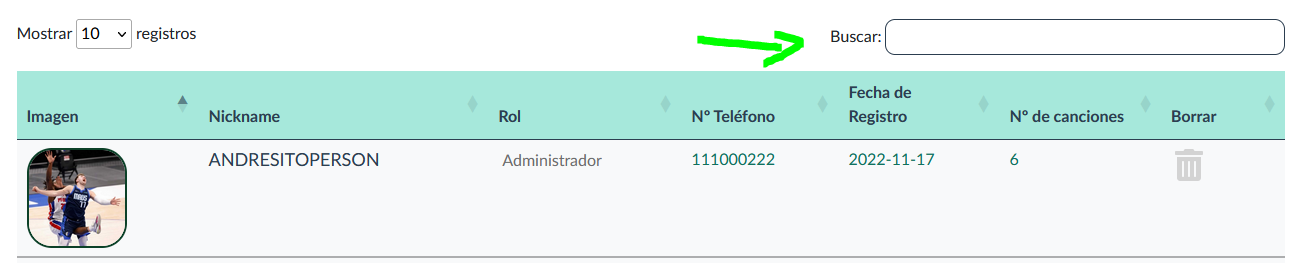 Mostrar 10 registros
Buscar:
Imagen
Nickname
Rol
Nº Teléfono
Fecha de
Registro
Nº de canciones
Borrar
ANDRESITOPERSON
Administrador
111000222
2022-11-17
6